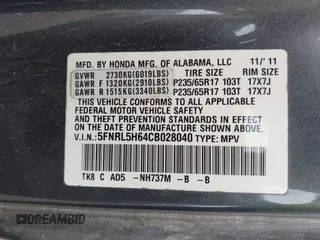 MFD. BY HONDA MFG. OF ALABAMA, LLC 11/'11
GVWR 2730KG(6019LBS) TIRE SIZE RIM SIZE
GAWR F 1320KG(2910LBS) P235/65R17 103T 17X7J
GAWR R 1515KG(3340LBS) P235/65R17 103T 17X7J
THIS VEHICLE CONFORMS TO ALL APPLICABLE FEDERAL
MOTOR VEHICLE SAFETY AND THEFT PREVENTION
STANDARDS IN EFFECT ON THE DATE OF
MANUFACTURE SHOWN ABOVE.
V.I.N.: 5FNRL5H64CB028040 TYPE: MPV
TK8 C AD5 -NH737M -B -B
AUTOBIDMASTER